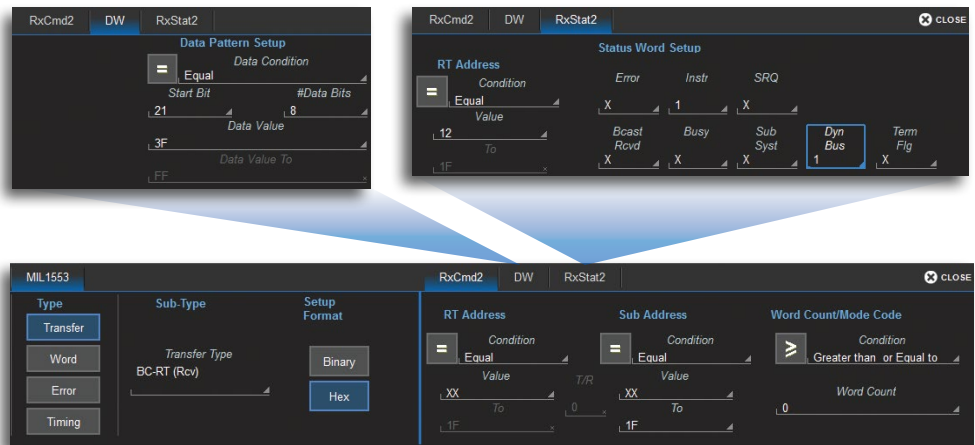 RxCmd2 DW RxStat2
Data Pattern Setup
Data Condition
= Equal
Start Bit #Data Bits
21 8
Data Value
3F
Data Value To
FF
RxCmd2 DW RxStat2 CLOSE
Status Word Setup
RT Address
Condition
= Equal
Value
12
To
1F
Error Instr SRQ
X 1 X
Bcast Rcvd Busy Sub Syst Dyn Bus Term Flg
X X X 1 X
MIL1553
Type Sub-Type Setup Format
Transfer
Word
Error
Timing
Transfer Type
BC-RT (Rcv)
Binary
Hex
RxCmd2 DW RxStat2 CLOSE
RT Address Sub Address Word Count/Mode Code
Condition Condition Condition
= Equal = Equal ≥ Greater than or Equal to
Value T/R Value Word Count
XX XX 0
To 0 To
1F 1F